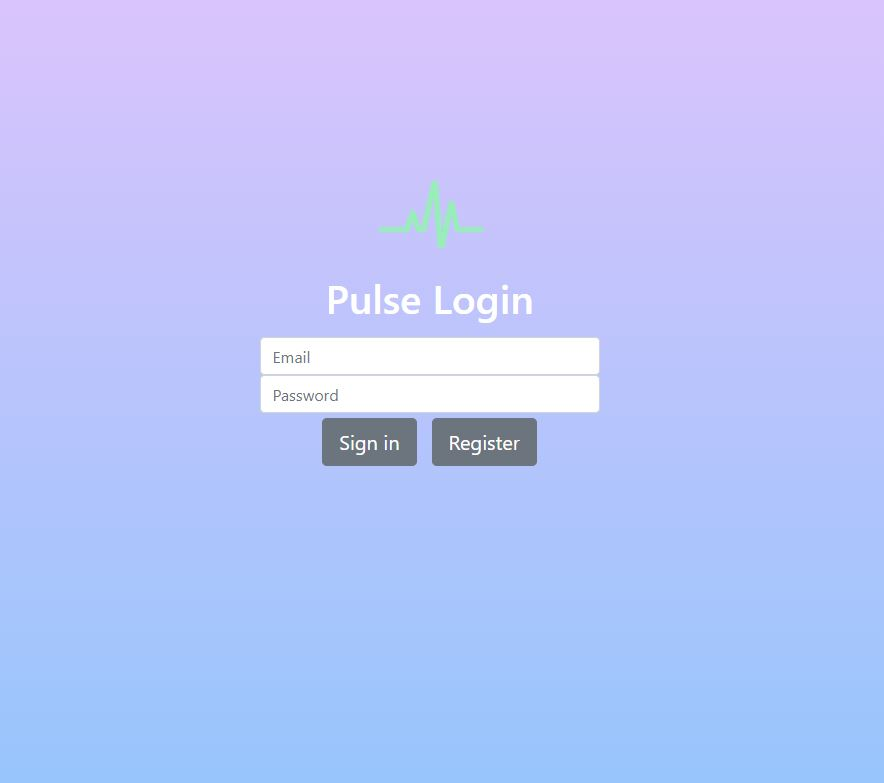 Pulse Login
Email
Password
Sign in Register